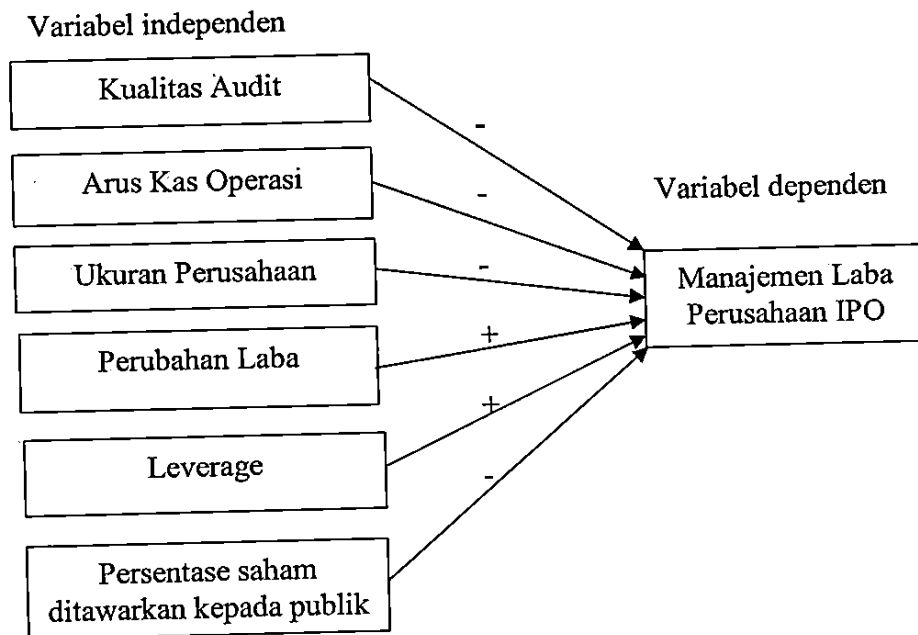 Variabel independen
Kualitas Audit
-
Arus Kas Operasi
-
Variabel dependen
Ukuran Perusahaan
-
Manajemen Laba
Perusahaan IPO
Perubahan Laba
+
+
Leverage
-
Persentase saham
ditawarkan kepada publik